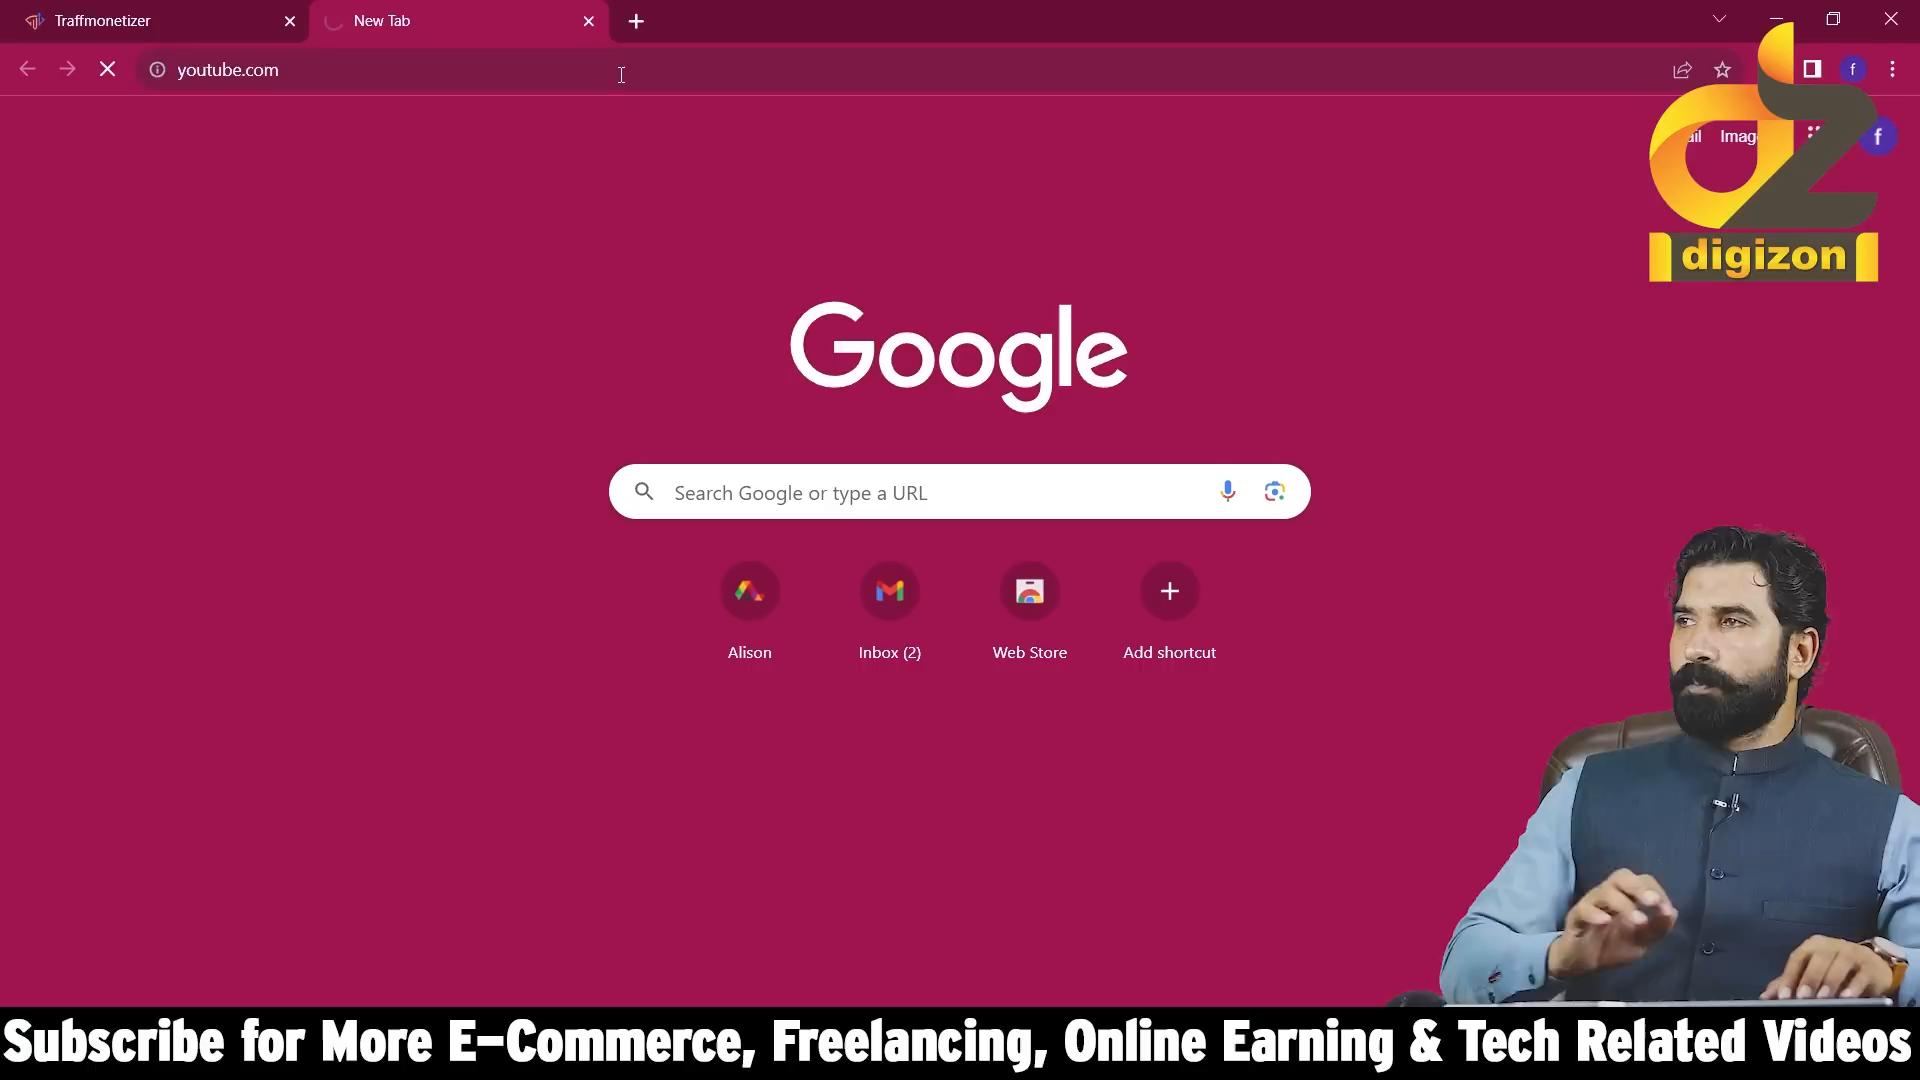 Traffmonetizer
New Tab
youtube.com
f
Imag
f
digizon
Google
Search Google or type a URL
Alison
Inbox (2)
Web Store
Add shortcut
Subscribe for More E-Commerce, Freelancing, Online Earning & Tech Related Videos